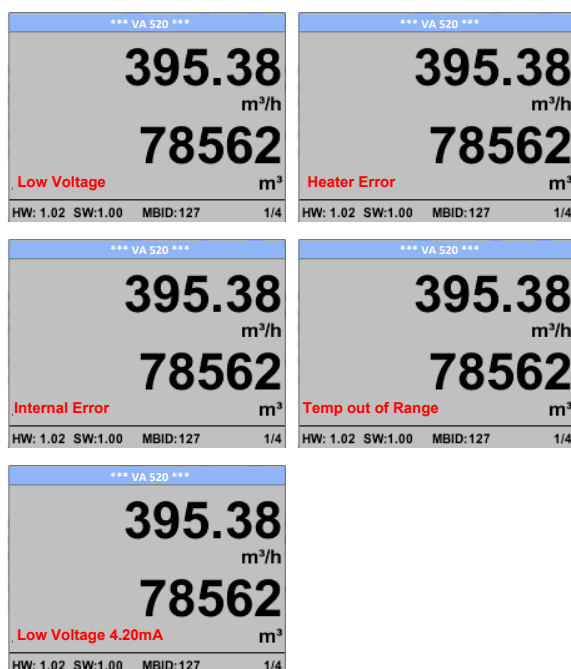 *** VA 520 ***
395.38
m³/h
78562
Low Voltage
m³
HW: 1.02 SW:1.00 MBID:127 1/4
*** VA 520 ***
395.38
m³/h
78562
Heater Error
m³
HW: 1.02 SW:1.00 MBID:127 1/4
*** VA 520 ***
395.38
m³/h
78562
Internal Error
m³
HW: 1.02 SW:1.00 MBID:127 1/4
*** VA 520 ***
395.38
m³/h
78562
Temp out of Range
m³
HW: 1.02 SW:1.00 MBID:127 1/4
*** VA 520 ***
395.38
m³/h
78562
Low Voltage 4.20mA
m³
HW: 1.02 SW:1.00 MBID:127 1/4